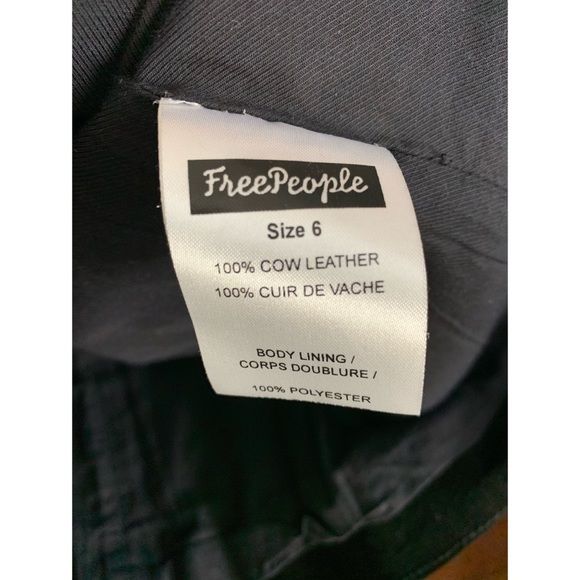 FreePeople
Size 6
100% COW LEATHER
100% CUIR DE VACHE
BODY LINING /
CORPS DOUBLURE /
100% POLYESTER